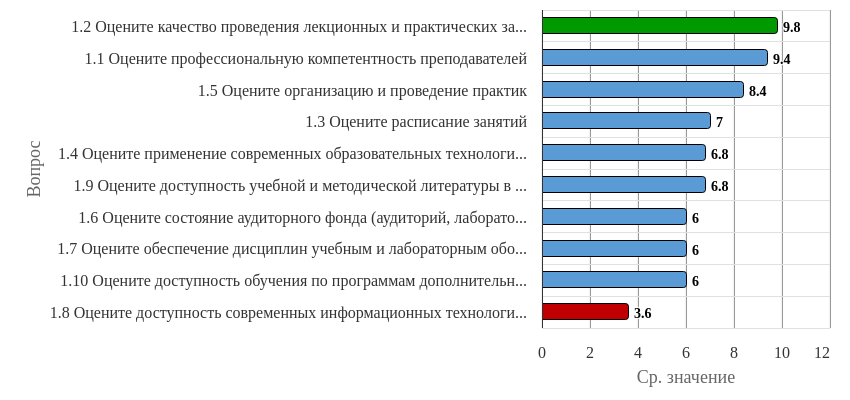 1.2 Оцените качество проведения лекционных и практических за... 9.8
1.1 Оцените профессиональную компетентность преподавателей 9.4
1.5 Оцените организацию и проведение практик 8.4
1.3 Оцените расписание занятий 7
1.4 Оцените применение современных образовательных технологи... 6.8
1.9 Оцените доступность учебной и методической литературы в ... 6.8
1.6 Оцените состояние аудиторного фонда (аудиторий, лаборато... 6
1.7 Оцените обеспечение дисциплин учебным и лабораторным обо... 6
1.10 Оцените доступность обучения по программам дополнительн... 6
1.8 Оцените доступность современных информационных технологи... 3.6
Вопрос
0 2 4 6 8 10 12
Ср. значение